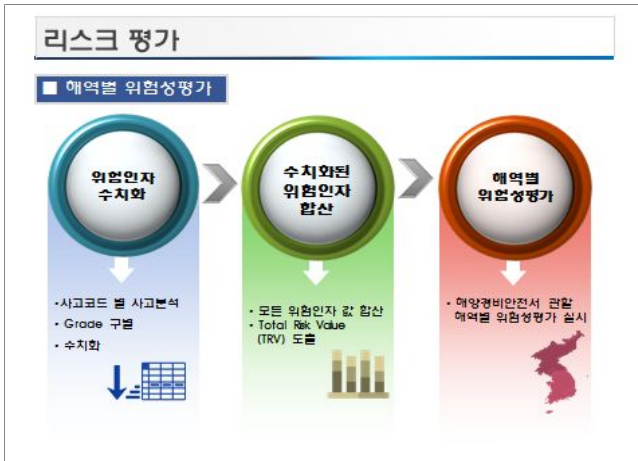 리스크 평가
■ 해역별 위험성평가
위험인자
수치화
수치화된
위험인자
합산
해역별
위험성평가
•사고코드 별 사고분석
• Grade 구별
• 수치화
• 모든 위험인자 값 합산
• Total Risk Value
(TRV) 도출
• 해양경비안전서 관할
해역별 위험성평가 실시